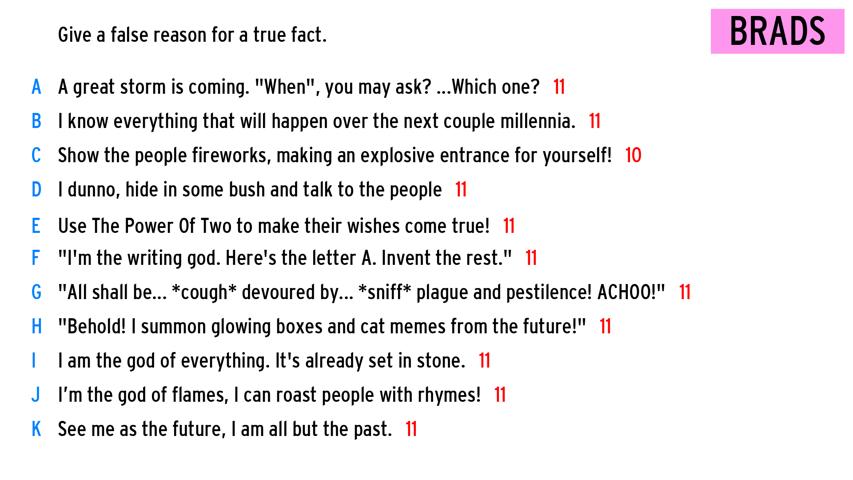 BRADS
Give a false reason for a true fact.
A A great storm is coming. "When", you may ask? ...Which one? 11
B I know everything that will happen over the next couple millennia. 11
C Show the people fireworks, making an explosive entrance for yourself! 10
D I dunno, hide in some bush and talk to the people 11
E Use The Power Of Two to make their wishes come true! 11
F "I'm the writing god. Here's the letter A. Invent the rest." 11
G "All shall be... *cough* devoured by... *sniff* plague and pestilence! ACHOO!" 11
H "Behold! I summon glowing boxes and cat memes from the future!" 11
I I am the god of everything. It's already set in stone. 11
J I’m the god of flames, I can roast people with rhymes! 11
K See me as the future, I am all but the past. 11